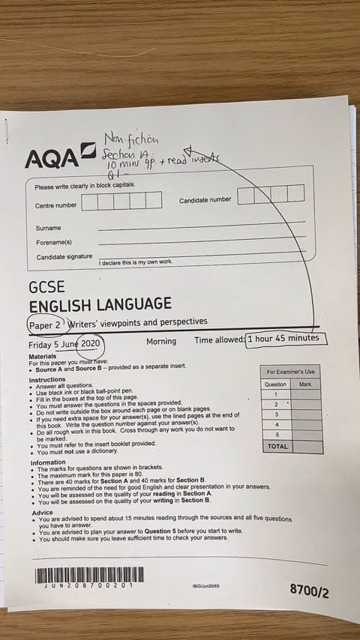 Non-fiction
AQA
Section A
10 mins gp. + read inserts
Q1 -
Please write clearly in block capitals.
Centre number
Candidate number
Surname
Forename(s)
Candidate signature
I declare this is my own work.
GCSE
ENGLISH LANGUAGE
Paper 2 Writers' viewpoints and perspectives
Friday 5 June 2020 Morning Time allowed: 1 hour 45 minutes
Materials
For this paper you must have:
• Source A and Source B – provided as a separate insert.
Instructions
• Answer all questions.
• Use black ink or black ball-point pen.
• Fill in the boxes at the top of this page.
• You must answer the questions in the spaces provided.
• Do not write outside the box around each page or on blank pages.
• If you need extra space for your answer(s), use the lined pages at the end of
this book. Write the question number against your answer(s).
• Do all rough work in this book. Cross through any work you do not want to
be marked.
• You must refer to the insert booklet provided.
• You must not use a dictionary.
For Examiner's Use
Question Mark
1
2
3
4
5
TOTAL
Information
• The marks for questions are shown in brackets.
• The maximum mark for this paper is 80.
• There are 40 marks for Section A and 40 marks for Section B.
• You are reminded of the need for good English and clear presentation in your answers.
• You will be assessed on the quality of your reading in Section A.
• You will be assessed on the quality of your writing in Section B.
Advice
• You are advised to spend about 15 minutes reading through the sources and all five questions
you have to answer.
• You are advised to plan your answer to Question 5 before you start to write.
• You should make sure you leave sufficient time to check your answers.
JUN208700201
IB/G/Jun20/E8
8700/2